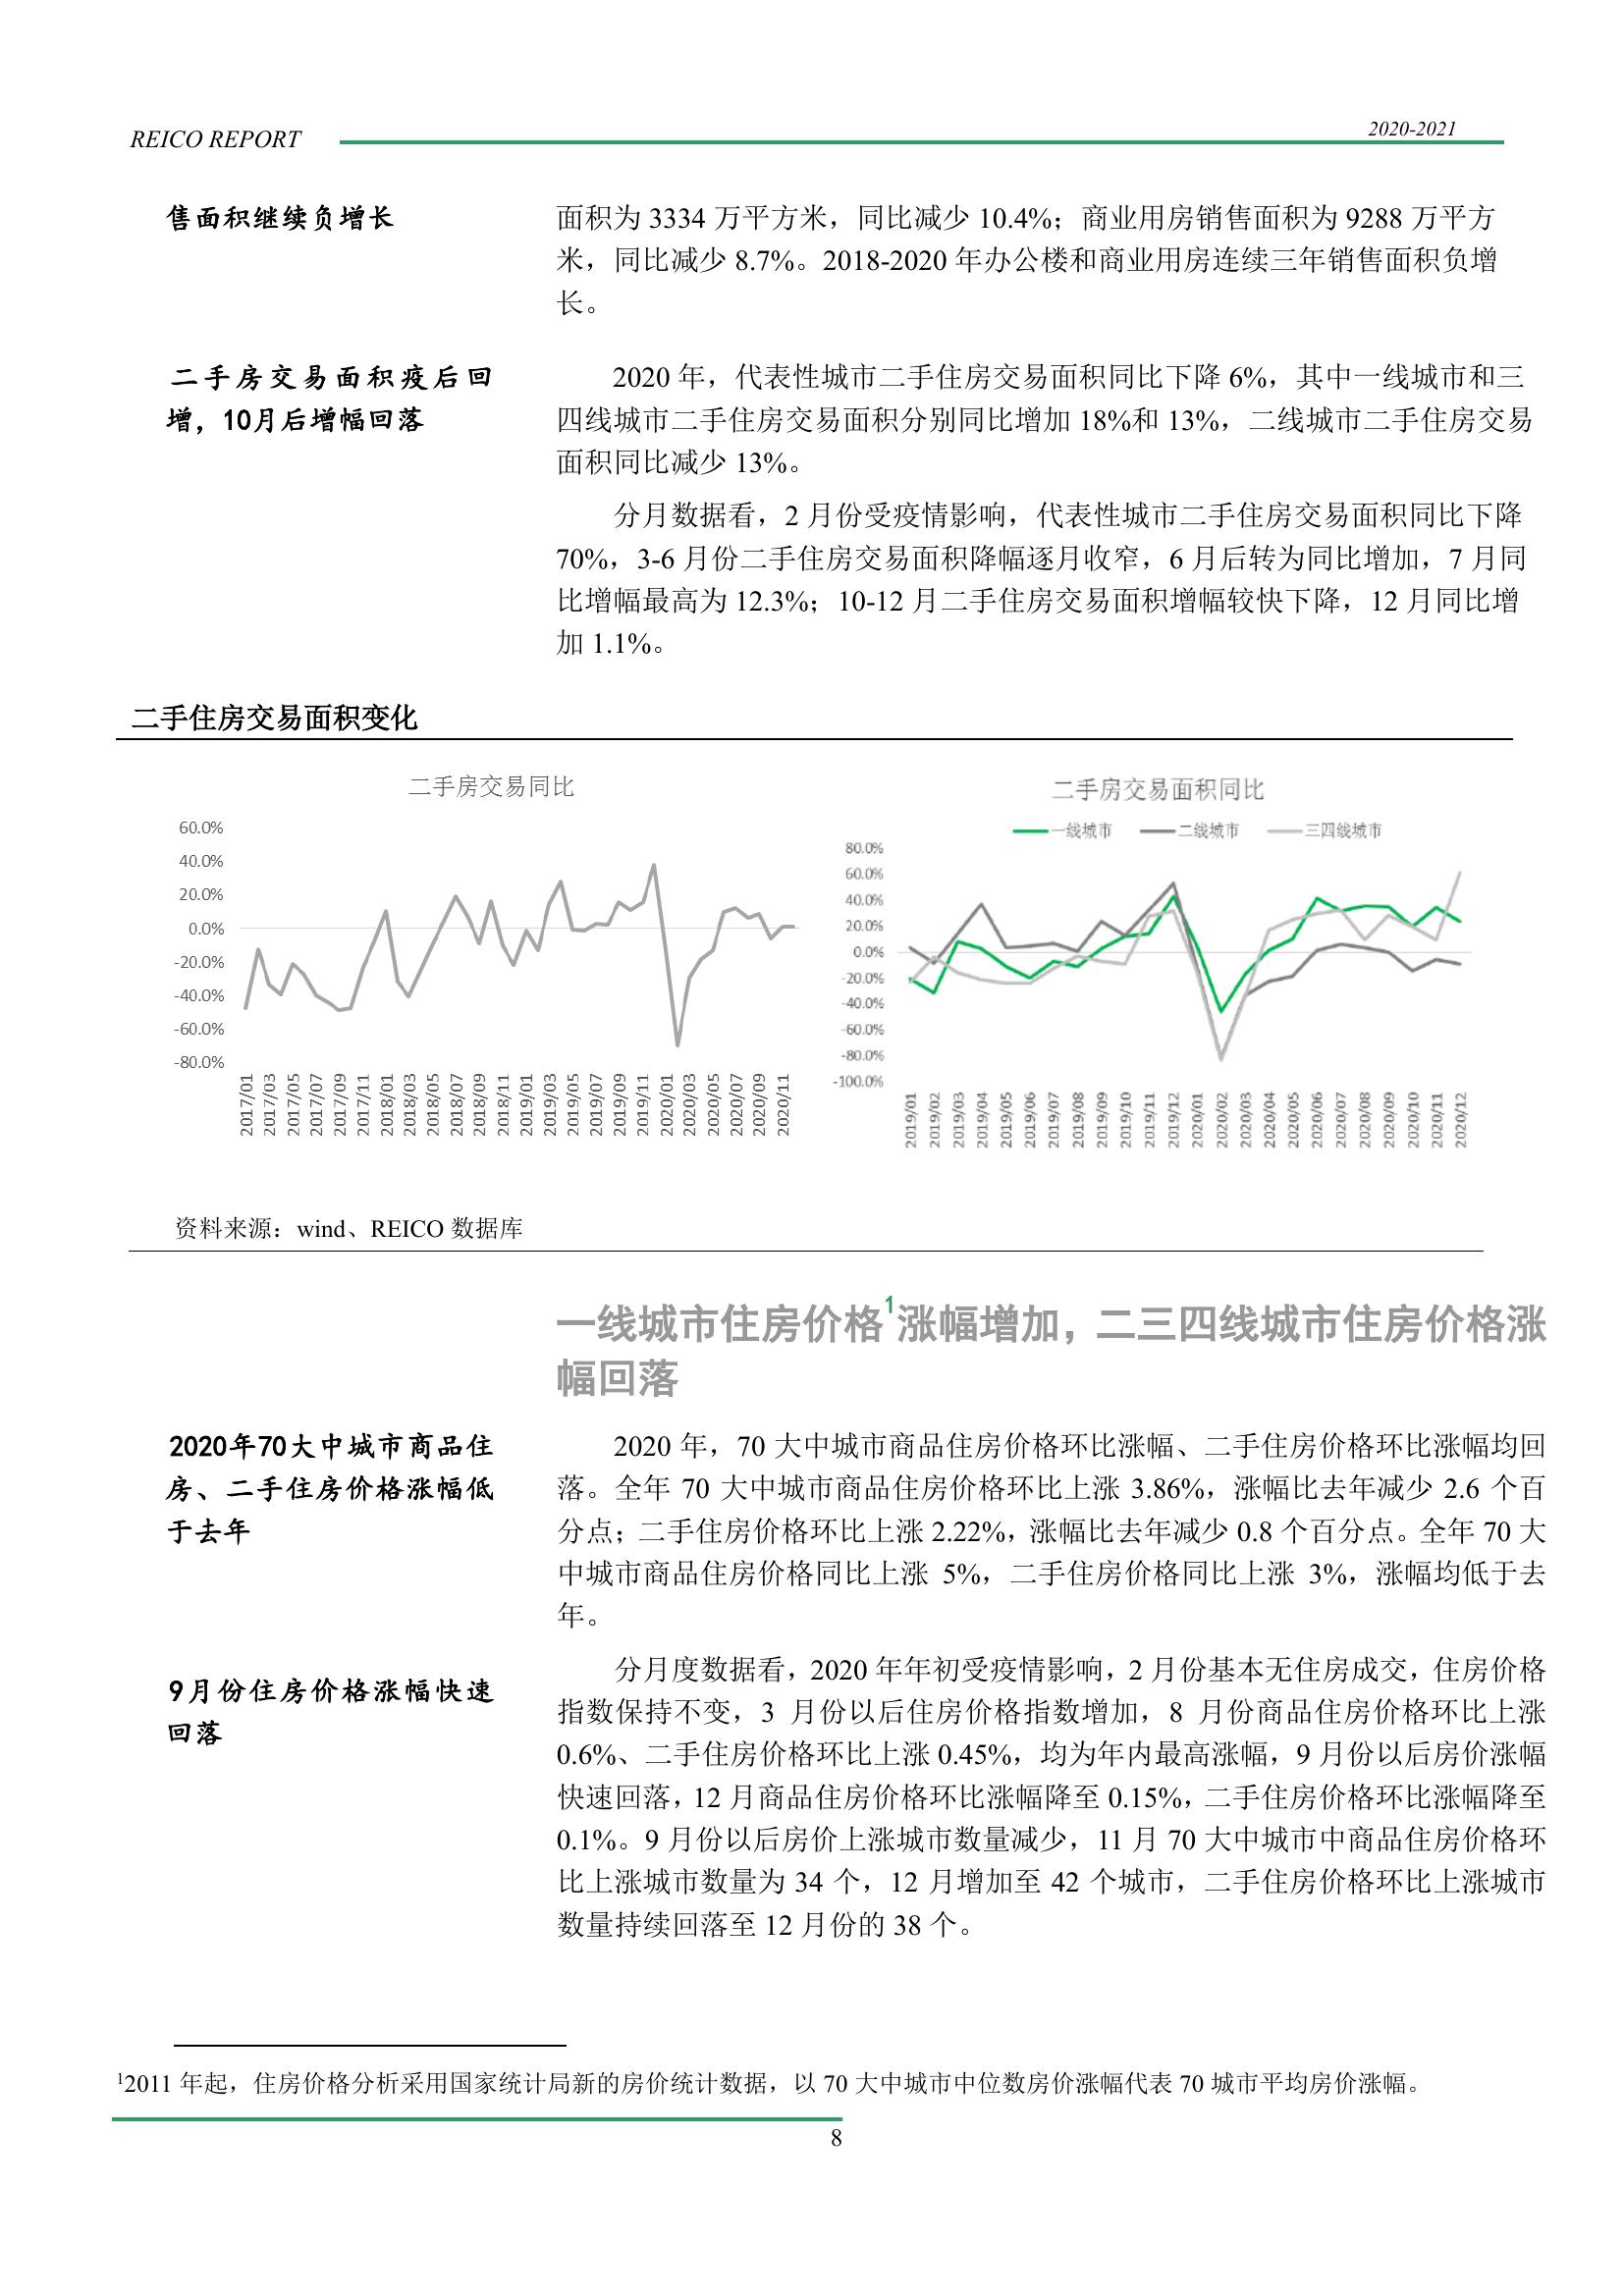 REICO REPORT
2020-2021
售面积继续负增长
面积为 3334 万平方米，同比减少 10.4%；商业用房销售面积为 9288 万平方
米，同比减少 8.7%。2018-2020 年办公楼和商业用房连续三年销售面积负增
长。
二手房交易面积疫后回
增，10月后增幅回落
2020 年，代表性城市二手住房交易面积同比下降 6%，其中一线城市和三
四线城市二手住房交易面积分别同比增加 18%和 13%，二线城市二手住房交易
面积同比减少 13%。
分月数据看，2 月份受疫情影响，代表性城市二手住房交易面积同比下降
70%，3-6 月份二手住房交易面积降幅逐月收窄，6 月后转为同比增加，7 月同
比增幅最高为 12.3%；10-12 月二手住房交易面积增幅较快下降，12 月同比增
加 1.1%。
二手住房交易面积变化
二手房交易同比
60.0%
40.0%
20.0%
0.0%
-20.0%
-40.0%
-60.0%
-80.0%
2017/01
2017/03
2017/05
2017/07
2017/09
2017/11
2018/01
2018/03
2018/05
2018/07
2018/09
2018/11
2019/01
2019/03
2019/05
2019/07
2019/09
2019/11
2020/01
2020/03
2020/05
2020/07
2020/09
2020/11
二手房交易面积同比
一线城市 二线城市 三四线城市
80.0%
60.0%
40.0%
20.0%
0.0%
-20.0%
-40.0%
-60.0%
-80.0%
-100.0%
2019/01
2019/02
2019/03
2019/04
2019/05
2019/06
2019/07
2019/08
2019/09
2019/10
2019/11
2019/12
2020/01
2020/02
2020/03
2020/04
2020/05
2020/06
2020/07
2020/08
2020/09
2020/10
2020/11
2020/12
资料来源：wind、REICO 数据库
一线城市住房价格1涨幅增加，二三四线城市住房价格涨
幅回落
2020年70大中城市商品住
房、二手住房价格涨幅低
于去年
2020 年，70 大中城市商品住房价格环比涨幅、二手住房价格环比涨幅均回
落。全年 70 大中城市商品住房价格环比上涨 3.86%，涨幅比去年减少 2.6 个百
分点；二手住房价格环比上涨 2.22%，涨幅比去年减少 0.8 个百分点。全年 70 大
中城市商品住房价格同比上涨 5%，二手住房价格同比上涨 3%，涨幅均低于去
年。
9月份住房价格涨幅快速
回落
分月度数据看，2020 年年初受疫情影响，2 月份基本无住房成交，住房价格
指数保持不变，3 月份以后住房价格指数增加，8 月份商品住房价格环比上涨
0.6%、二手住房价格环比上涨 0.45%，均为年内最高涨幅，9 月份以后房价涨幅
快速回落，12 月商品住房价格环比涨幅降至 0.15%，二手住房价格环比涨幅降至
0.1%。9 月份以后房价上涨城市数量减少，11 月 70 大中城市中商品住房价格环
比上涨城市数量为 34 个，12 月增加至 42 个城市，二手住房价格环比上涨城市
数量持续回落至 12 月份的 38 个。
12011 年起，住房价格分析采用国家统计局新的房价统计数据，以 70 大中城市中位数房价涨幅代表 70 城市平均房价涨幅。
8